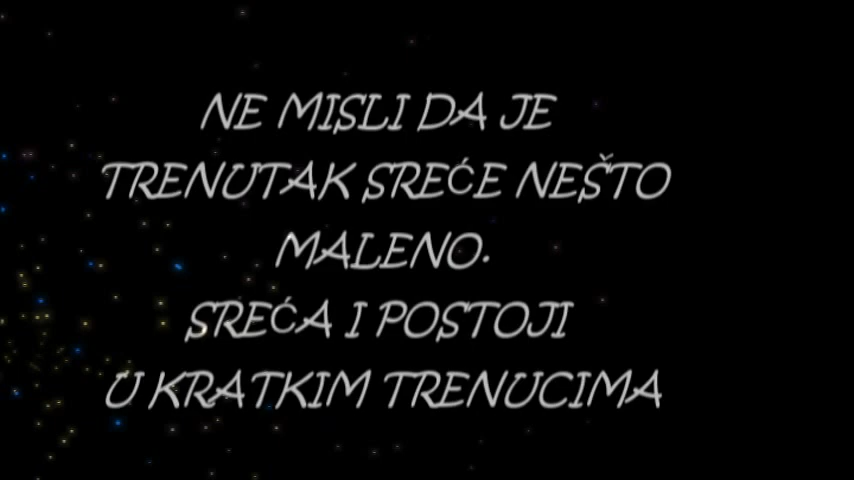 NE MISLI DA JE
TRENUTAK SREĆE NEŠTO
MALENO.
SREĆA I POSTOJI
U KRATKIM TRENUCIMA